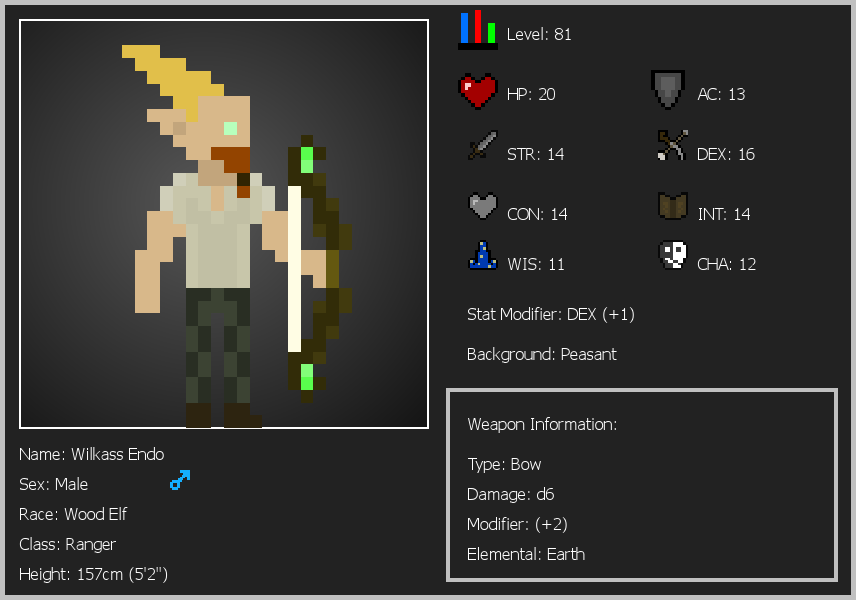 Level: 81
HP: 20
AC: 13
STR: 14
DEX: 16
CON: 14
INT: 14
WIS: 11
CHA: 12
Stat Modifier: DEX (+1)
Background: Peasant
Weapon Information:
Type: Bow
Damage: d6
Modifier: (+2)
Elemental: Earth
Name: Wilkass Endo
Sex: Male
Race: Wood Elf
Class: Ranger
Height: 157cm (5'2")